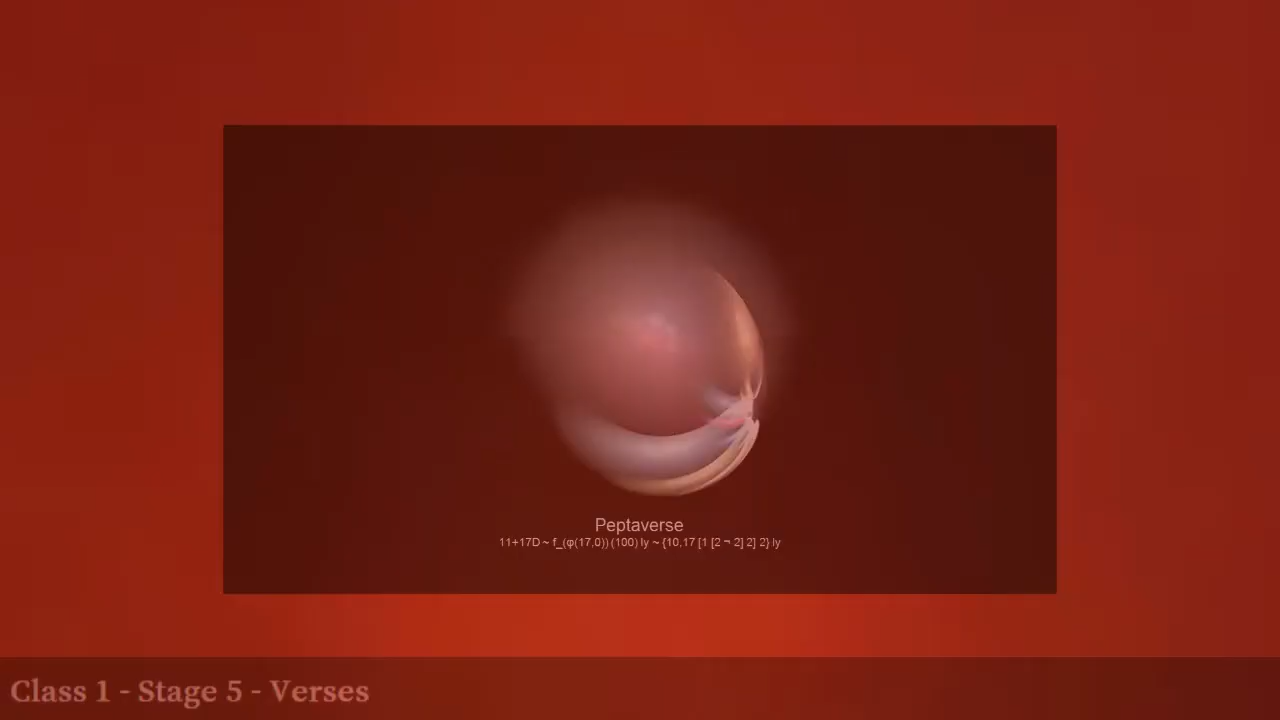 Peptaverse
11+17D ~ f_(φ(17,0)) (100) ly ~ {10,17 [1 [2 ¬ 2] 2] 2} ly
Class 1 - Stage 5 - Verses